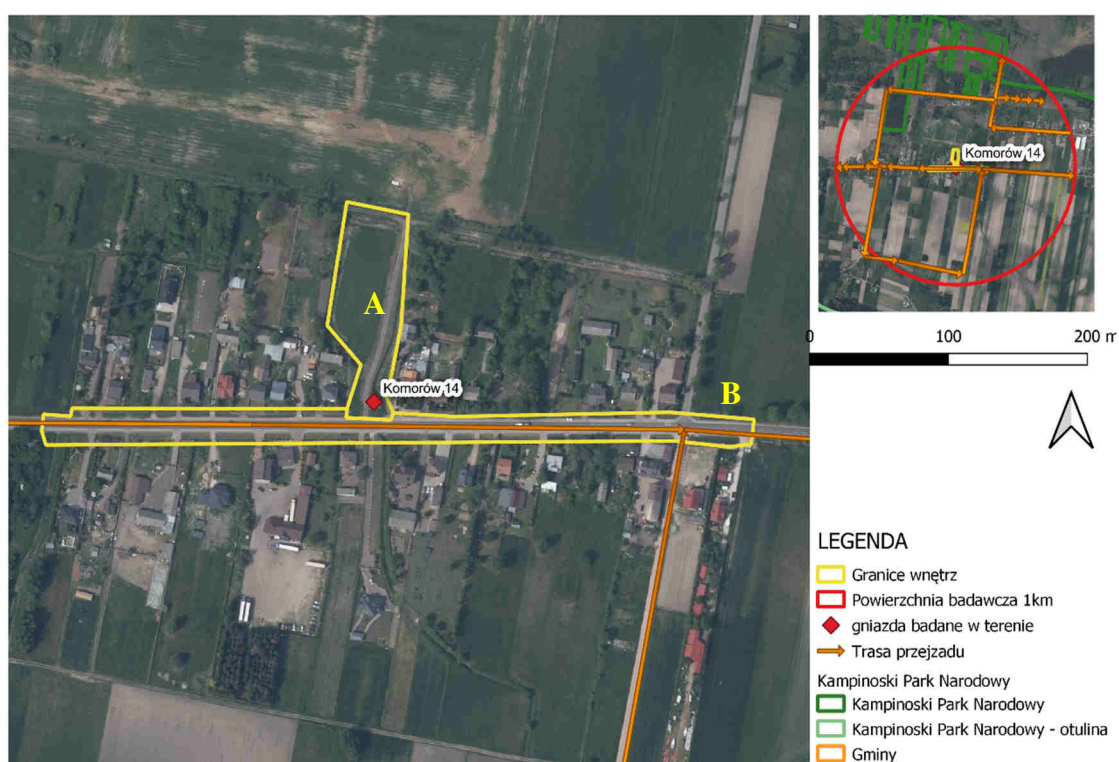 Komorów 14
A
Komorów 14
B
0 100 200 m
LEGENDA
Granice wnętrz
Powierzchnia badawcza 1km
gniazda badane w terenie
Trasa przejzadu
Kampinoski Park Narodowy
Kampinoski Park Narodowy
Kampinoski Park Narodowy - otulina
Gminy